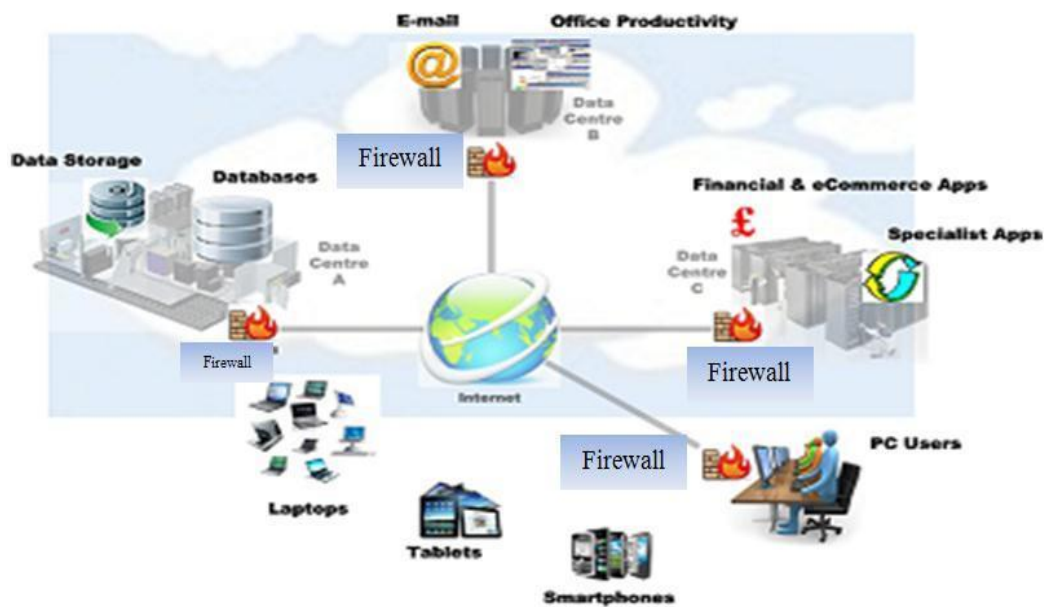 E-mail
Office Productivity
Data
Centre
B
Firewall
Data Storage
Databases
Financial & eCommerce Apps
£
Specialist Apps
Data
Centre
A
Data
Centre
C
Firewall
Firewall
Internet
Firewall
PC Users
Laptops
Tablets
Smartphones